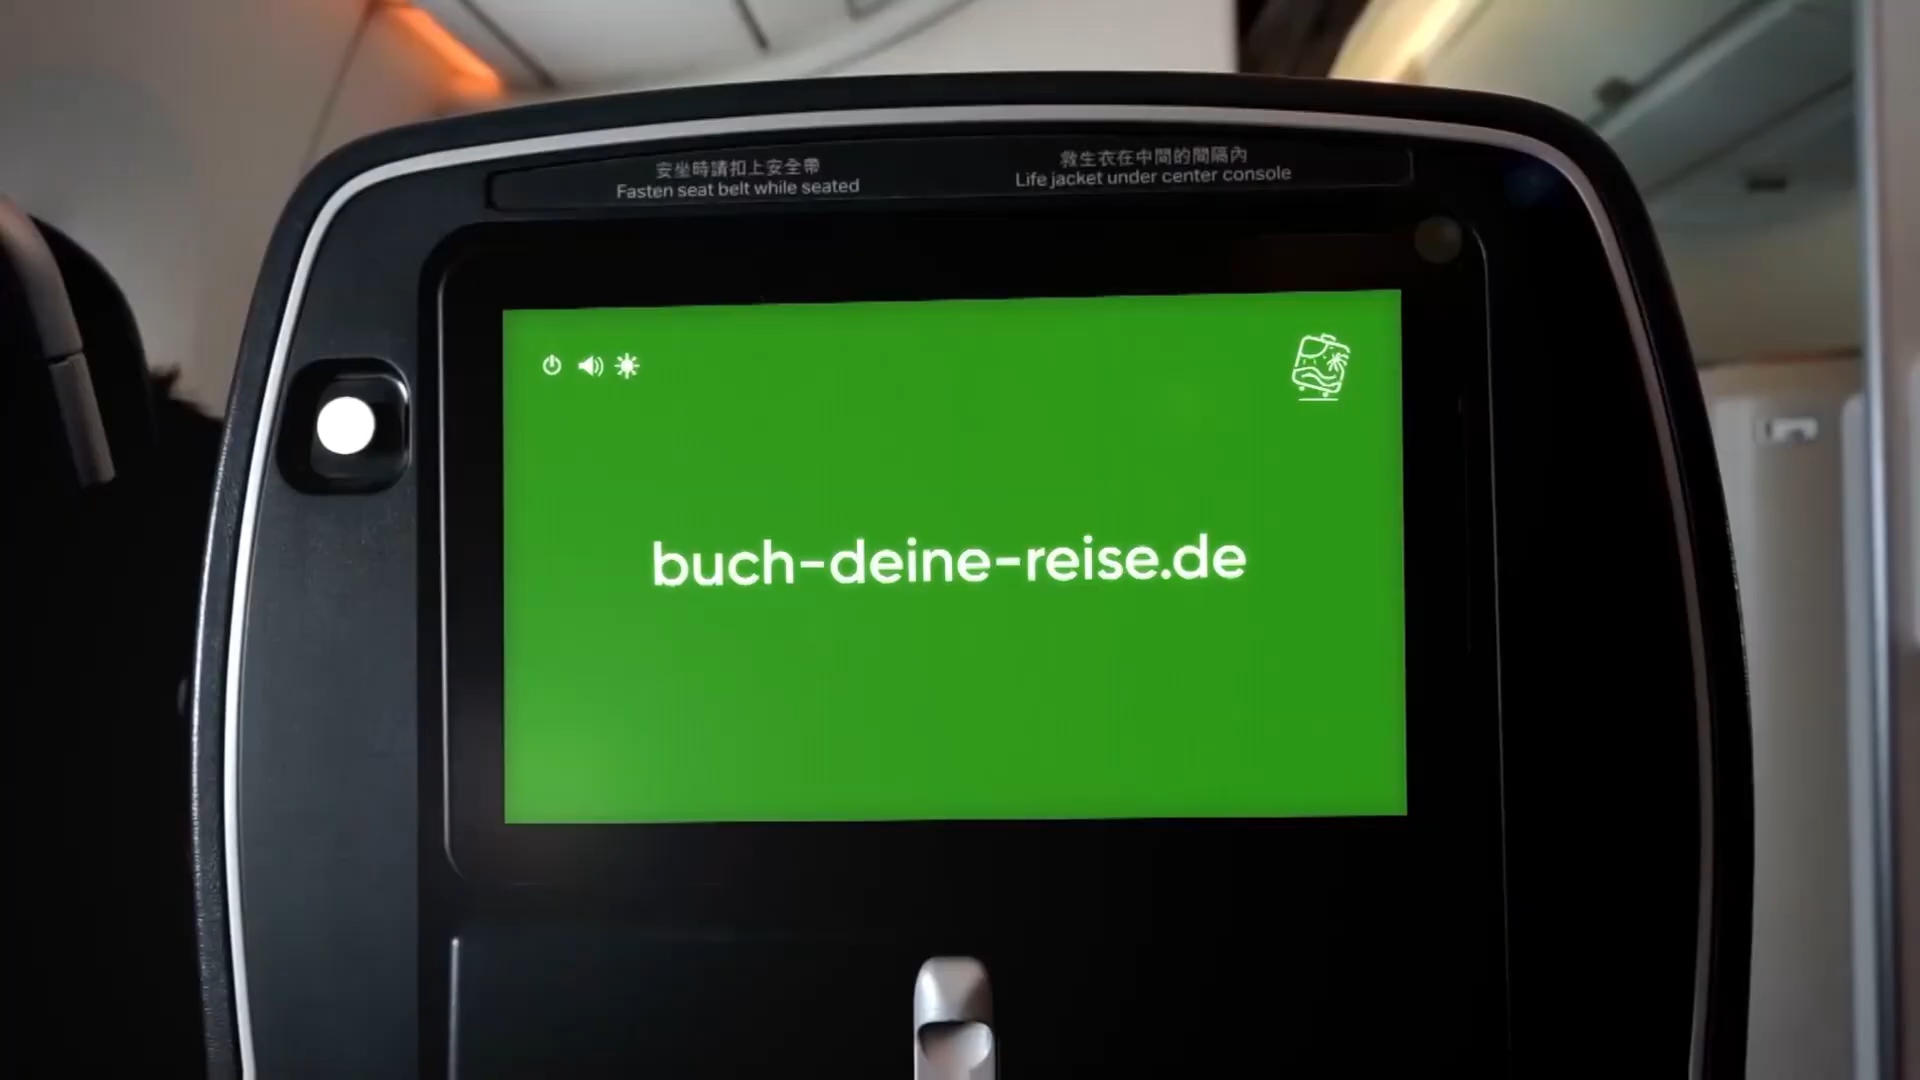 安坐時請扣上安全帶
Fasten seat belt while seated
救生衣在中間的間隔內
Life jacket under center console
buch-deine-reise.de